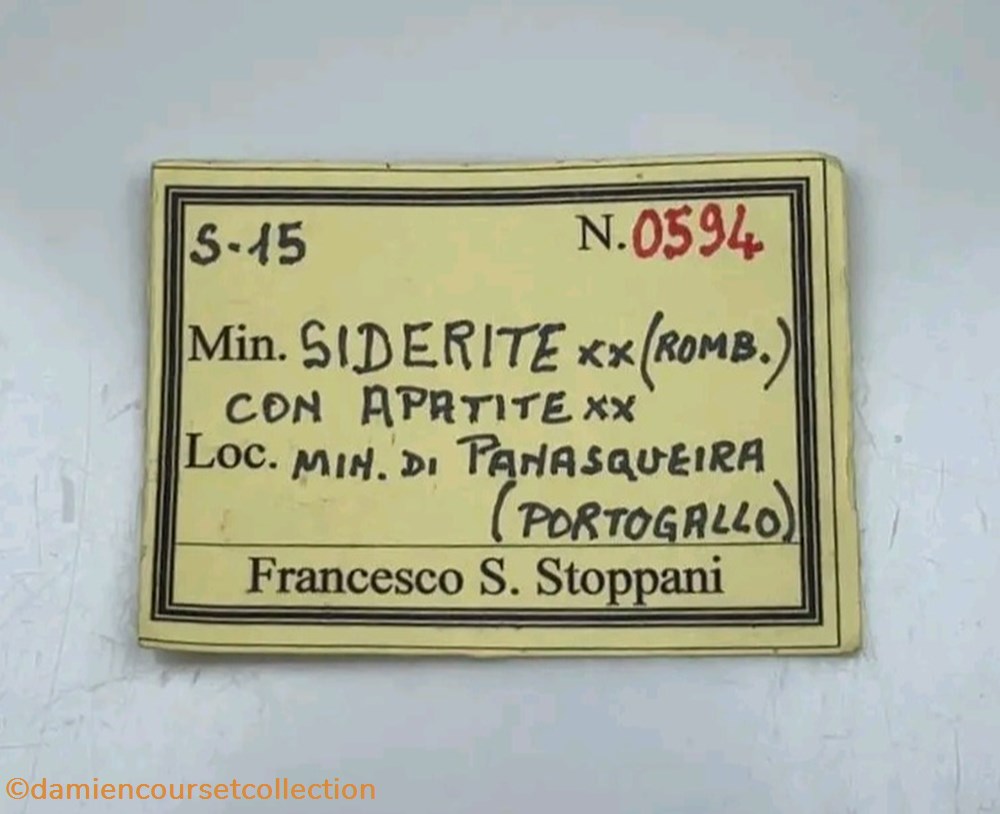 S-15 N. 0594
Min. SIDERITE xx (ROMB.)
CON APATITE xx
Loc. MIN. DI PANASQUEIRA
(PORTOGALLO)
Francesco S. Stoppani
©damiencoursetcollection